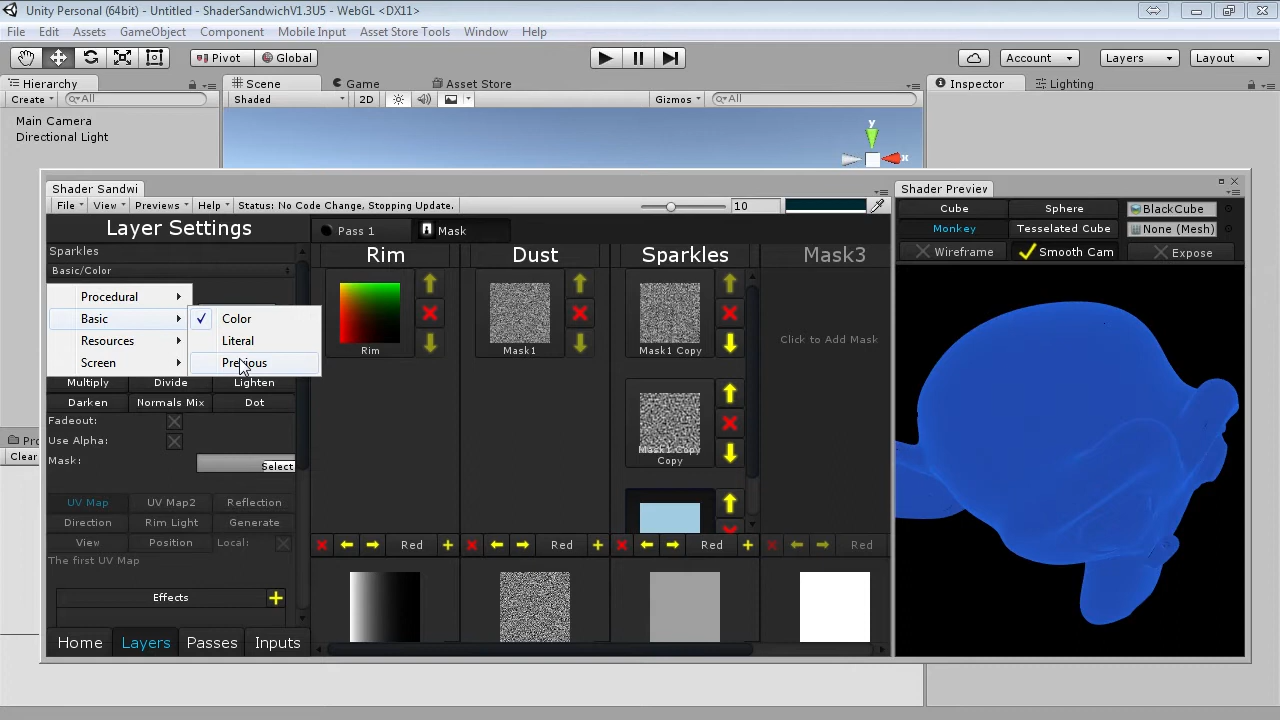 Unity Personal (64bit) - Untitled - ShaderSandwichV1.3U5 - WebGL <DX11>
File Edit Assets GameObject Component Mobile Input Asset Store Tools Window Help
Pivot Global Account Layers Layout
Hierarchy Scene Game Asset Store Inspector Lighting
Create All Shaded 2D Gizmos All
Main Camera
Directional Light
y
x
Shader Sandwi Shader Preview
File View Previews Help Status: No Code Change, Stopping Update. 10
Cube Sphere BlackCube
Monkey Tesselated Cube None (Mesh)
Wireframe Smooth Cam Expose
Layer Settings Pass 1 Mask
Sparkles
Basic/Color
Rim Dust Sparkles Mask3
Procedural
Basic
Resources
Screen
Color
Literal
Previous
Rim Mask1 Mask1 Copy Click to Add Mask
Multiply Divide Lighten
Darken Normals Mix Dot
Fadeout:
Use Alpha:
Mask: Select
Mask1 Copy
Copy
UV Map UV Map2 Reflection
Direction Rim Light Generate
View Position Local:
The first UV Map
Red Red Red Red
Effects
Home Layers Passes Inputs
Pro
Clear